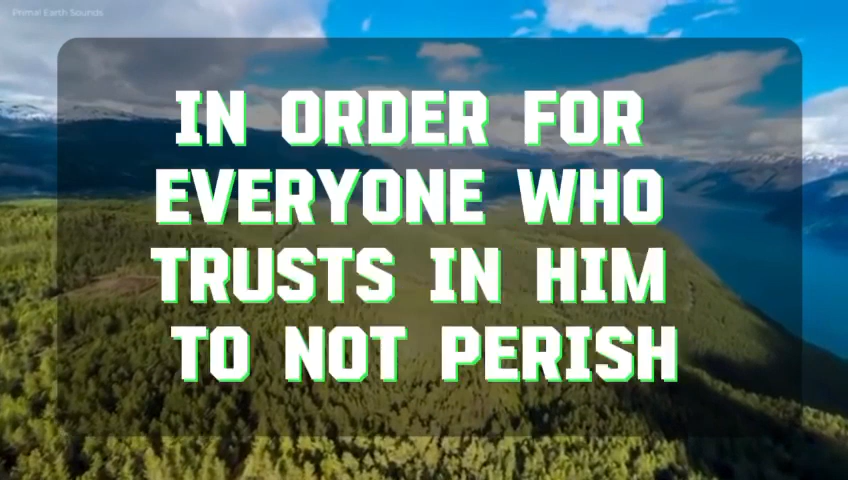 Primal Earth Sounds
IN ORDER FOR
EVERYONE WHO
TRUSTS IN HIM
TO NOT PERISH